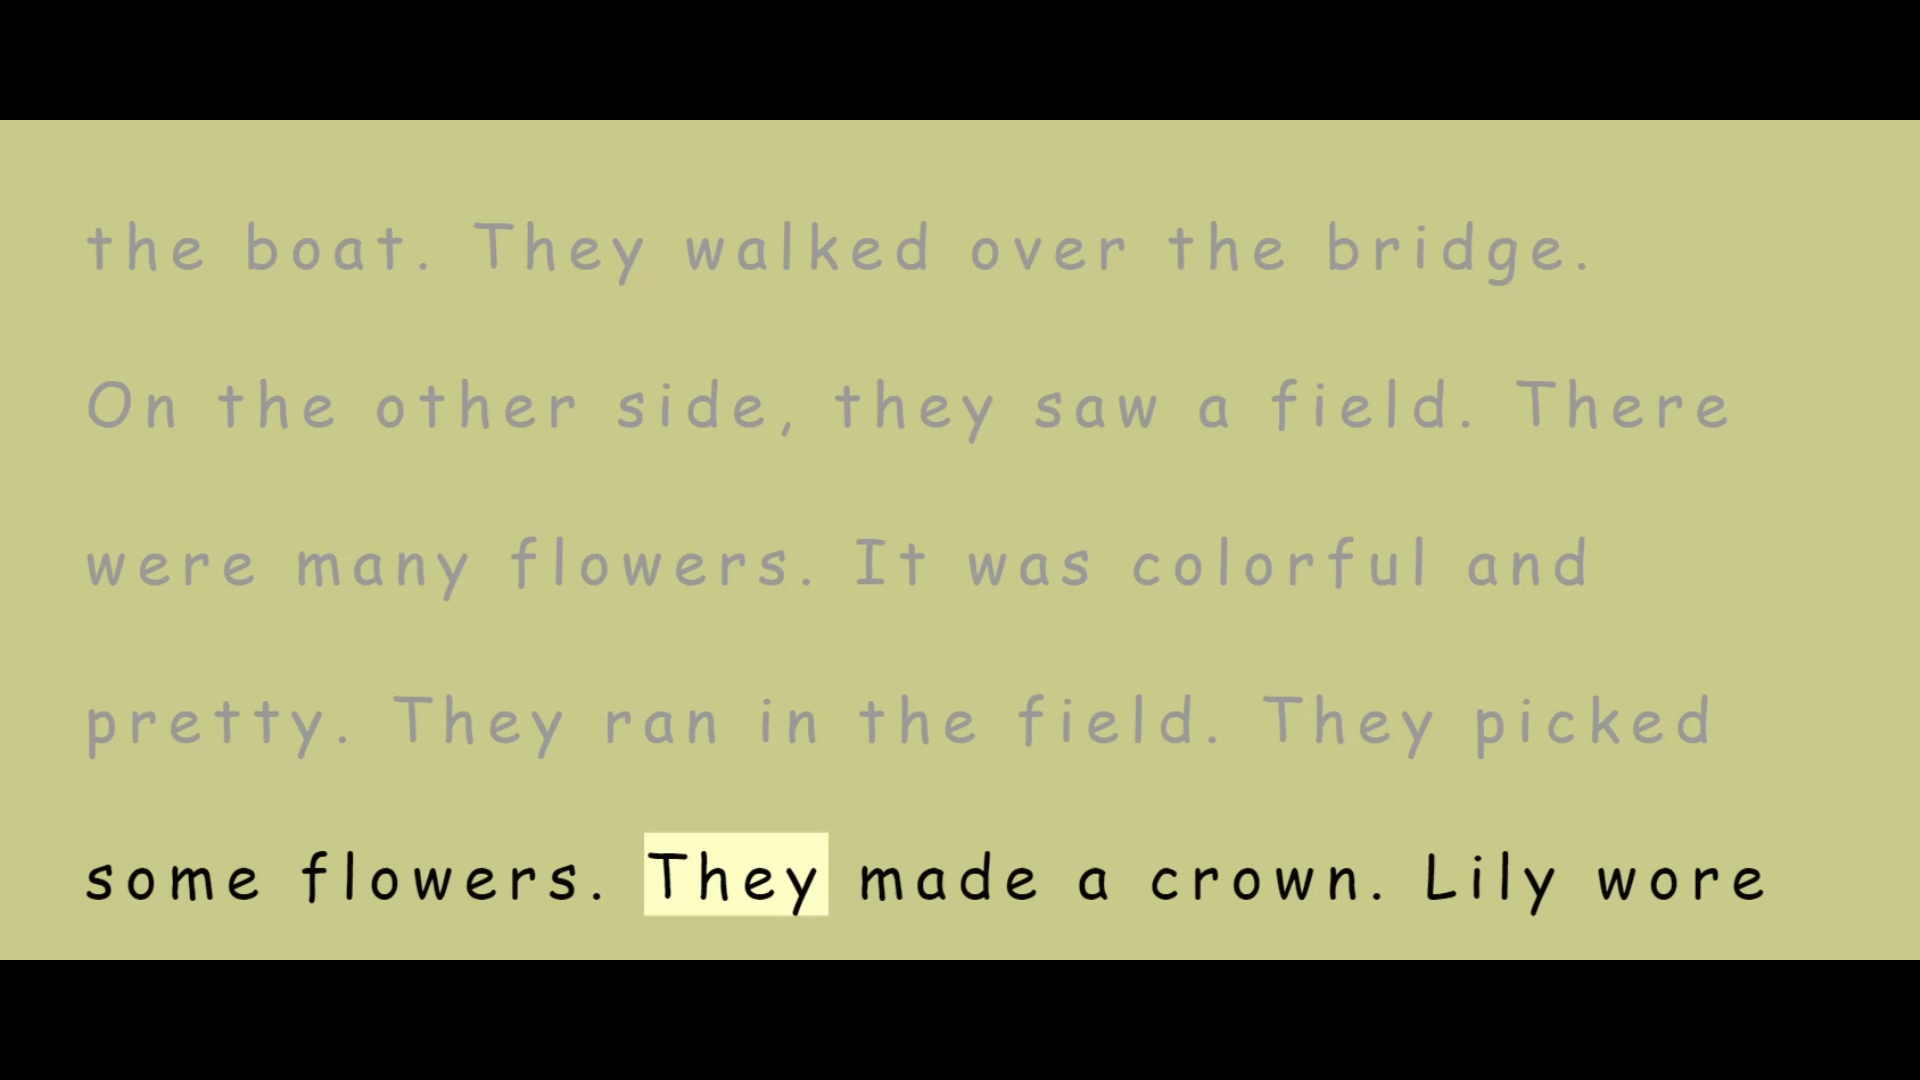 the boat. They walked over the bridge.
On the other side, they saw a field. There
were many flowers. It was colorful and
pretty. They ran in the field. They picked
some flowers. They made a crown. Lily wore